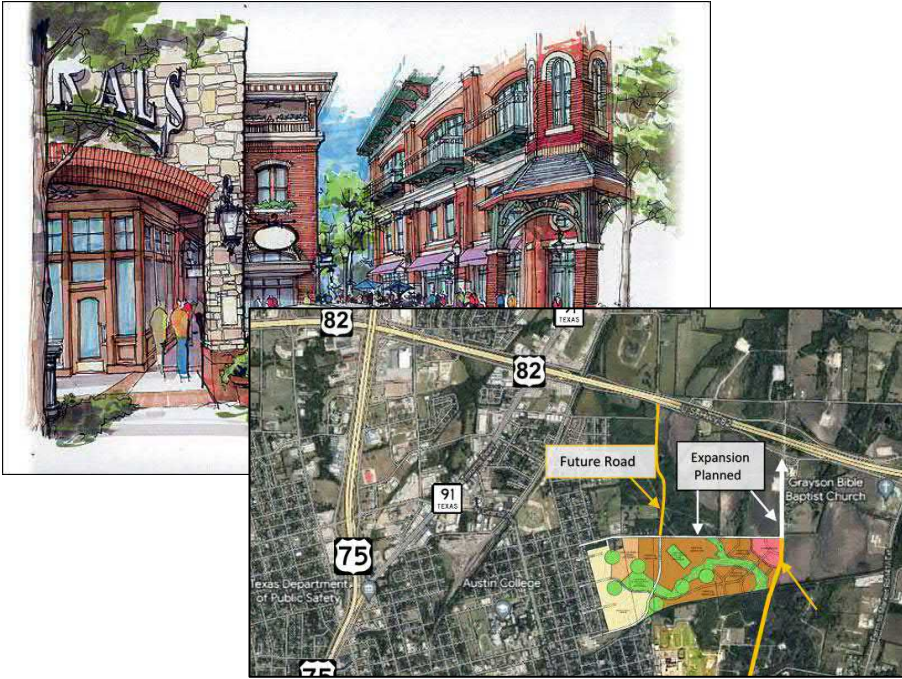 RALS
82
TEXAS
82
Future Road
Expansion
Planned
Grayson Bible
Baptist Church
91
TEXAS
75
Texas Department
of Public Safety
Austin College
75